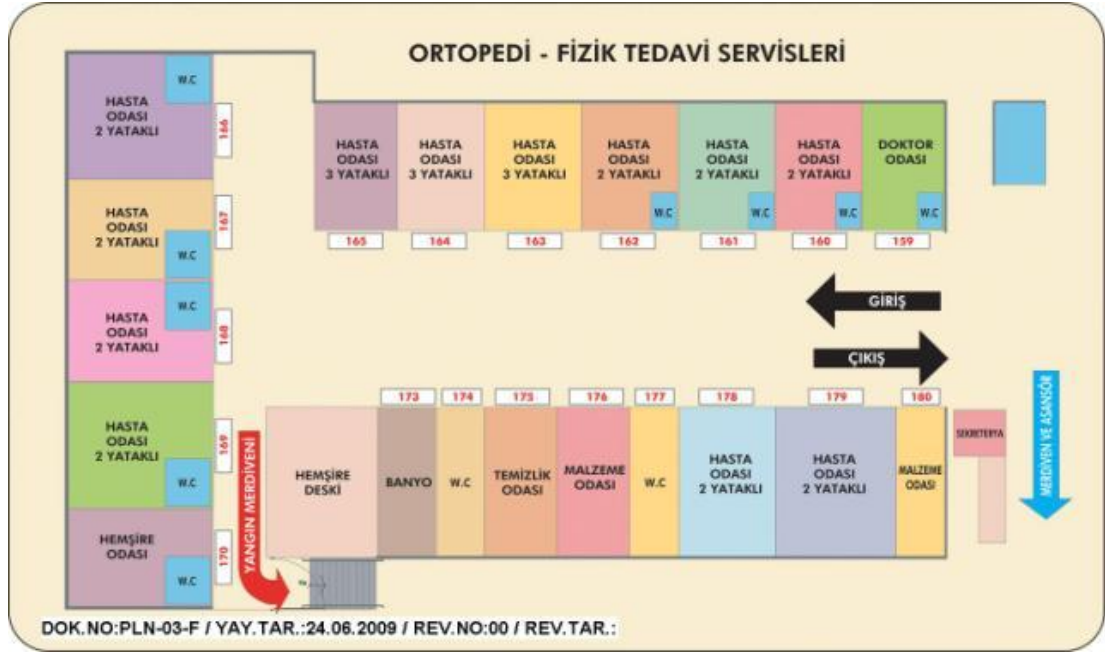 ORTOPEDİ - FİZİK TEDAVİ SERVİSLERİ
W.C
HASTA
ODASI
2 YATAKLI
166
HASTA
ODASI
2 YATAKLI
W.C
167
W.C
HASTA
ODASI
2 YATAKLI
168
HASTA
ODASI
2 YATAKLI
W.C
169
HEMŞİRE
ODASI
W.C
170
HASTA
ODASI
3 YATAKLI
165
HASTA
ODASI
3 YATAKLI
164
HASTA
ODASI
3 YATAKLI
163
HASTA
ODASI
2 YATAKLI
W.C
162
HASTA
ODASI
2 YATAKLI
W.C
161
HASTA
ODASI
2 YATAKLI
W.C
160
DOKTOR
ODASI
W.C
159
GİRİŞ
ÇIKIŞ
YANGIN MERDİVENİ
HEMŞİRE
DESKİ
173
BANYO
174
W.C
175
TEMİZLİK
ODASI
176
MALZEME
ODASI
177
W.C
178
HASTA
ODASI
2 YATAKLI
179
HASTA
ODASI
2 YATAKLI
180
MALZEME
ODASI
SEKRETERYA
MERDİVEN VE ASANSÖR
DOK.NO:PLN-03-F / YAY.TAR.:24.06.2009 / REV.NO:00 / REV.TAR.: